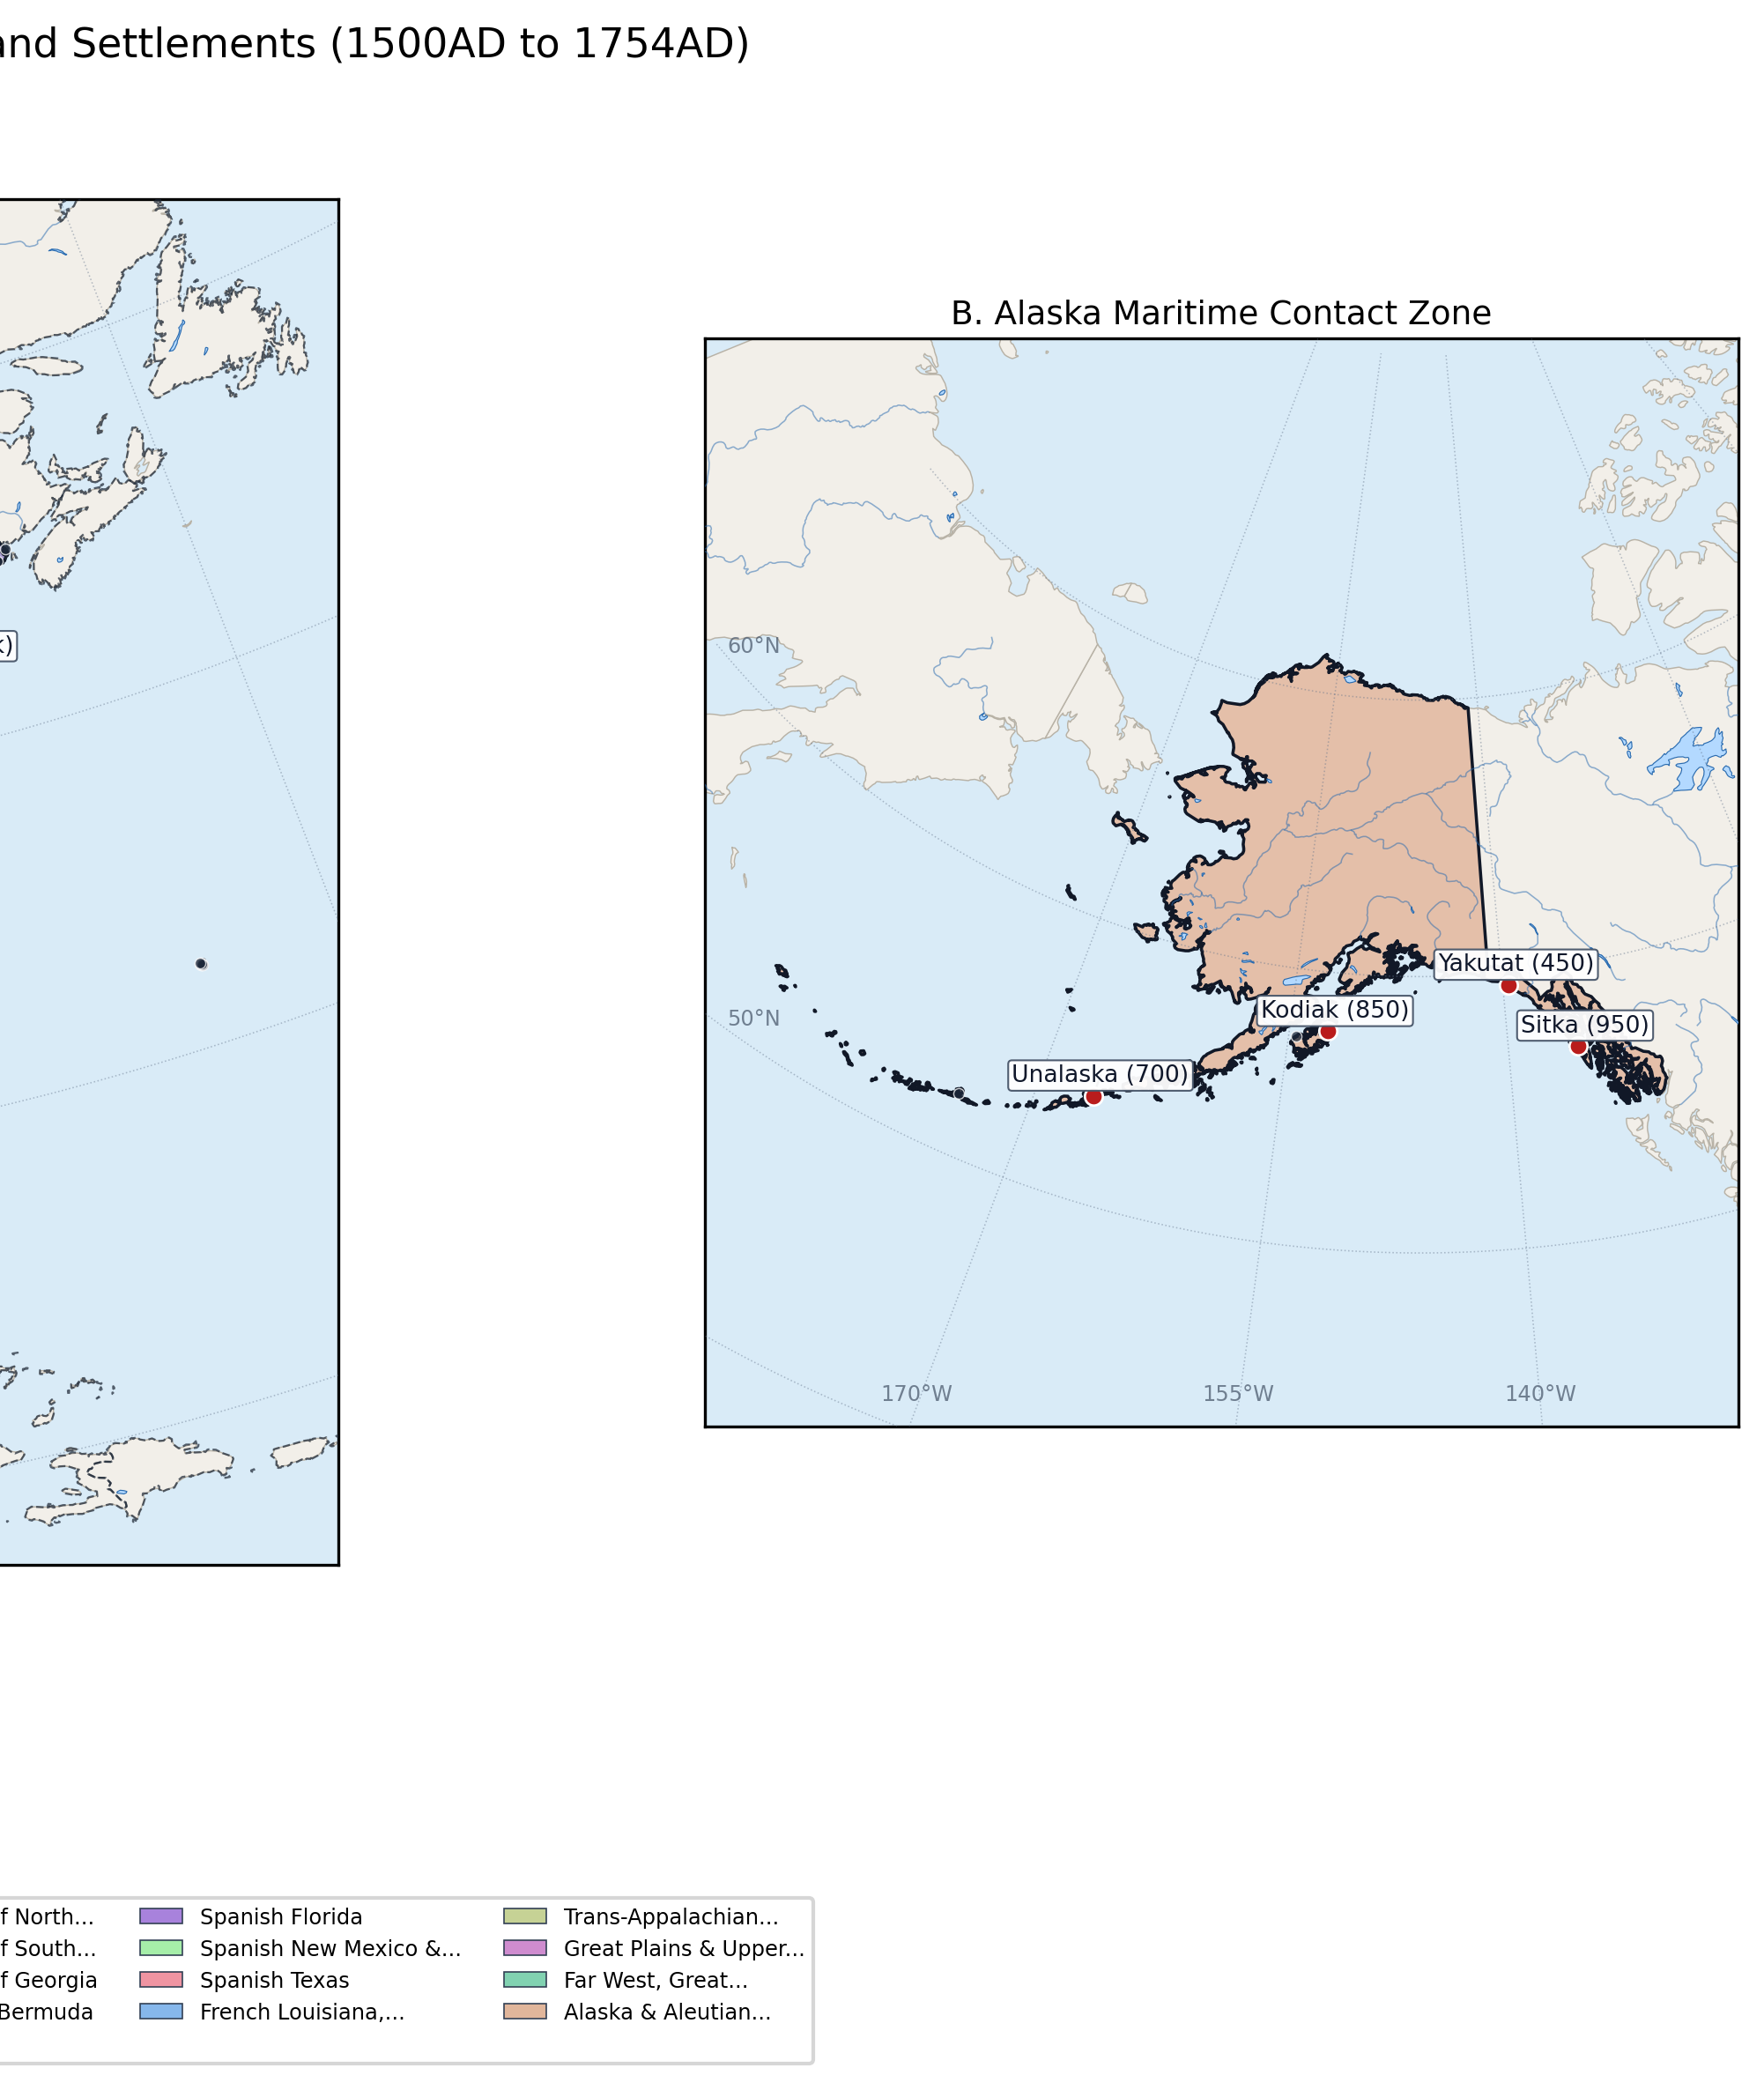 and Settlements (1500AD to 1754AD)
B. Alaska Maritime Contact Zone
60°N
50°N
Yakutat (450)
Kodiak (850)
Sitka (950)
Unalaska (700)
170°W
155°W
140°W
f North...
f South...
f Georgia
Bermuda
Spanish Florida
Spanish New Mexico &...
Spanish Texas
French Louisiana,...
Trans-Appalachian...
Great Plains & Upper...
Far West, Great...
Alaska & Aleutian...